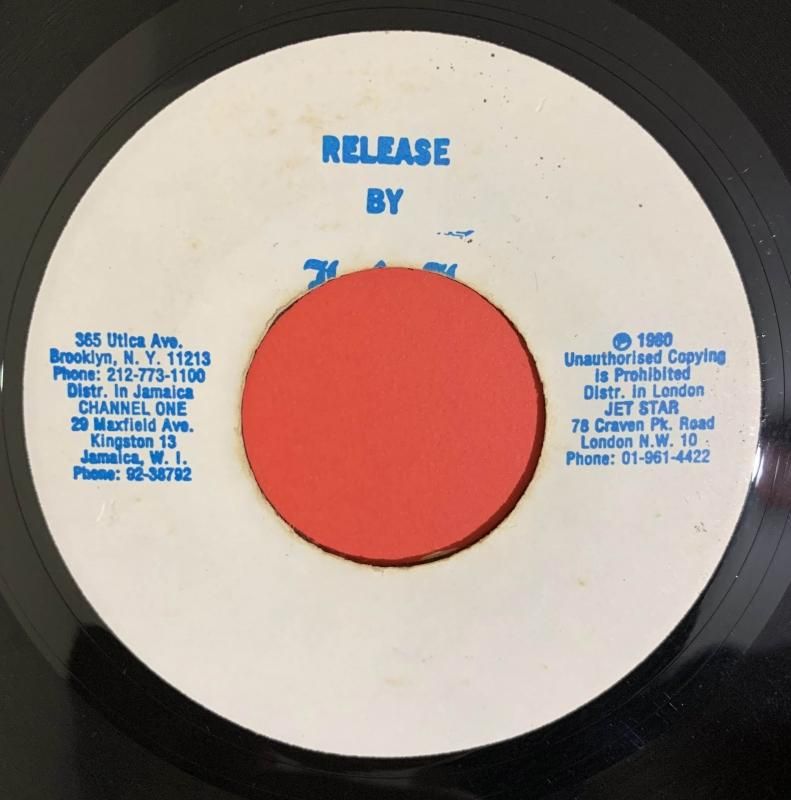 RELEASE
BY
365 Utica Ave.
Brooklyn, N. Y. 11213
Phone: 212-773-1100
Distr. in Jamaica
CHANNEL ONE
29 Maxfield Ave.
Kingston 13
Jamaica, W. I.
Phone: 92-38792
℗ 1980
Unauthorised Copying
is Prohibited
Distr. in London
JET STAR
78 Craven Pk. Road
London N.W. 10
Phone: 01-961-4422